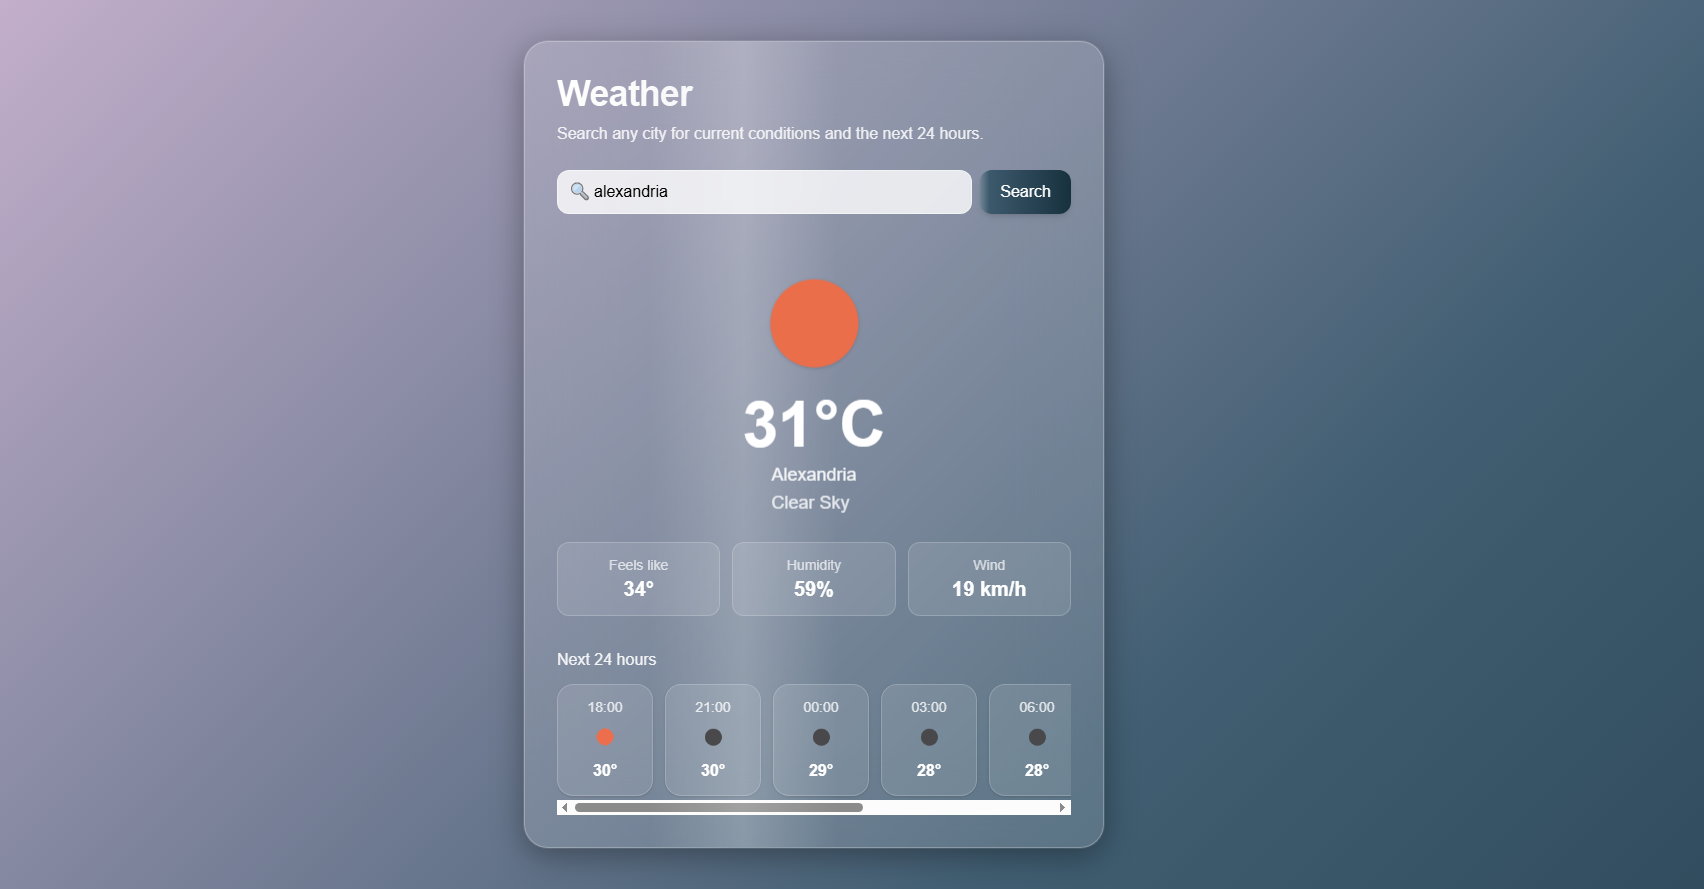 Weather
Search any city for current conditions and the next 24 hours.
alexandria
Search
31°C
Alexandria
Clear Sky
Feels like
34°
Humidity
59%
Wind
19 km/h
Next 24 hours
18:00
30°
21:00
30°
00:00
29°
03:00
28°
06:00
28°